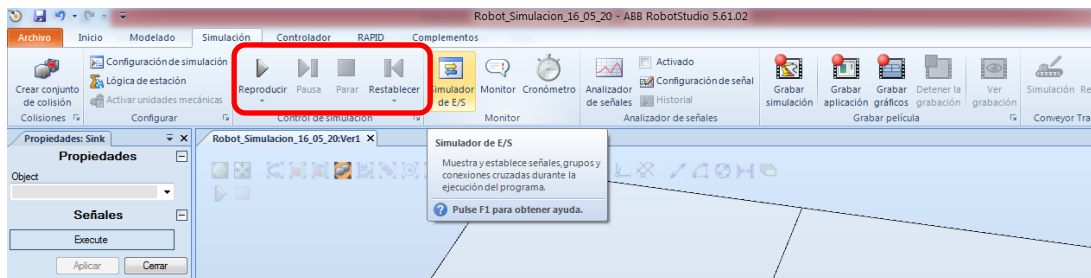 Robot_Simulacion_16_05_20 - ABB RobotStudio 5.61.02
Archivo Inicio Modelado Simulación Controlador RAPID Complementos
Crear conjunto de colisión
Colisiones
Configuración de simulación
Lógica de estación
Activar unidades mecánicas
Configurar
Reproducir Pausa Parar Restablecer
Control de simulación
Simulador de E/S
Monitor Cronómetro
Monitor
Analizador de señales
Activado
Configuración de señal
Historial
Analizador de señales
Grabar simulación
Grabar aplicación
Grabar gráficos
Detener la grabación
Ver grabación
Grabar película
Simulación Re
Conveyor Tra
Propiedades: Sink
Robot_Simulacion_16_05_20:Ver1
Propiedades
Object
Señales
Execute
Aplicar Cerrar
Simulador de E/S
Muestra y establece señales, grupos y
conexiones cruzadas durante la
ejecución del programa.
Pulse F1 para obtener ayuda.